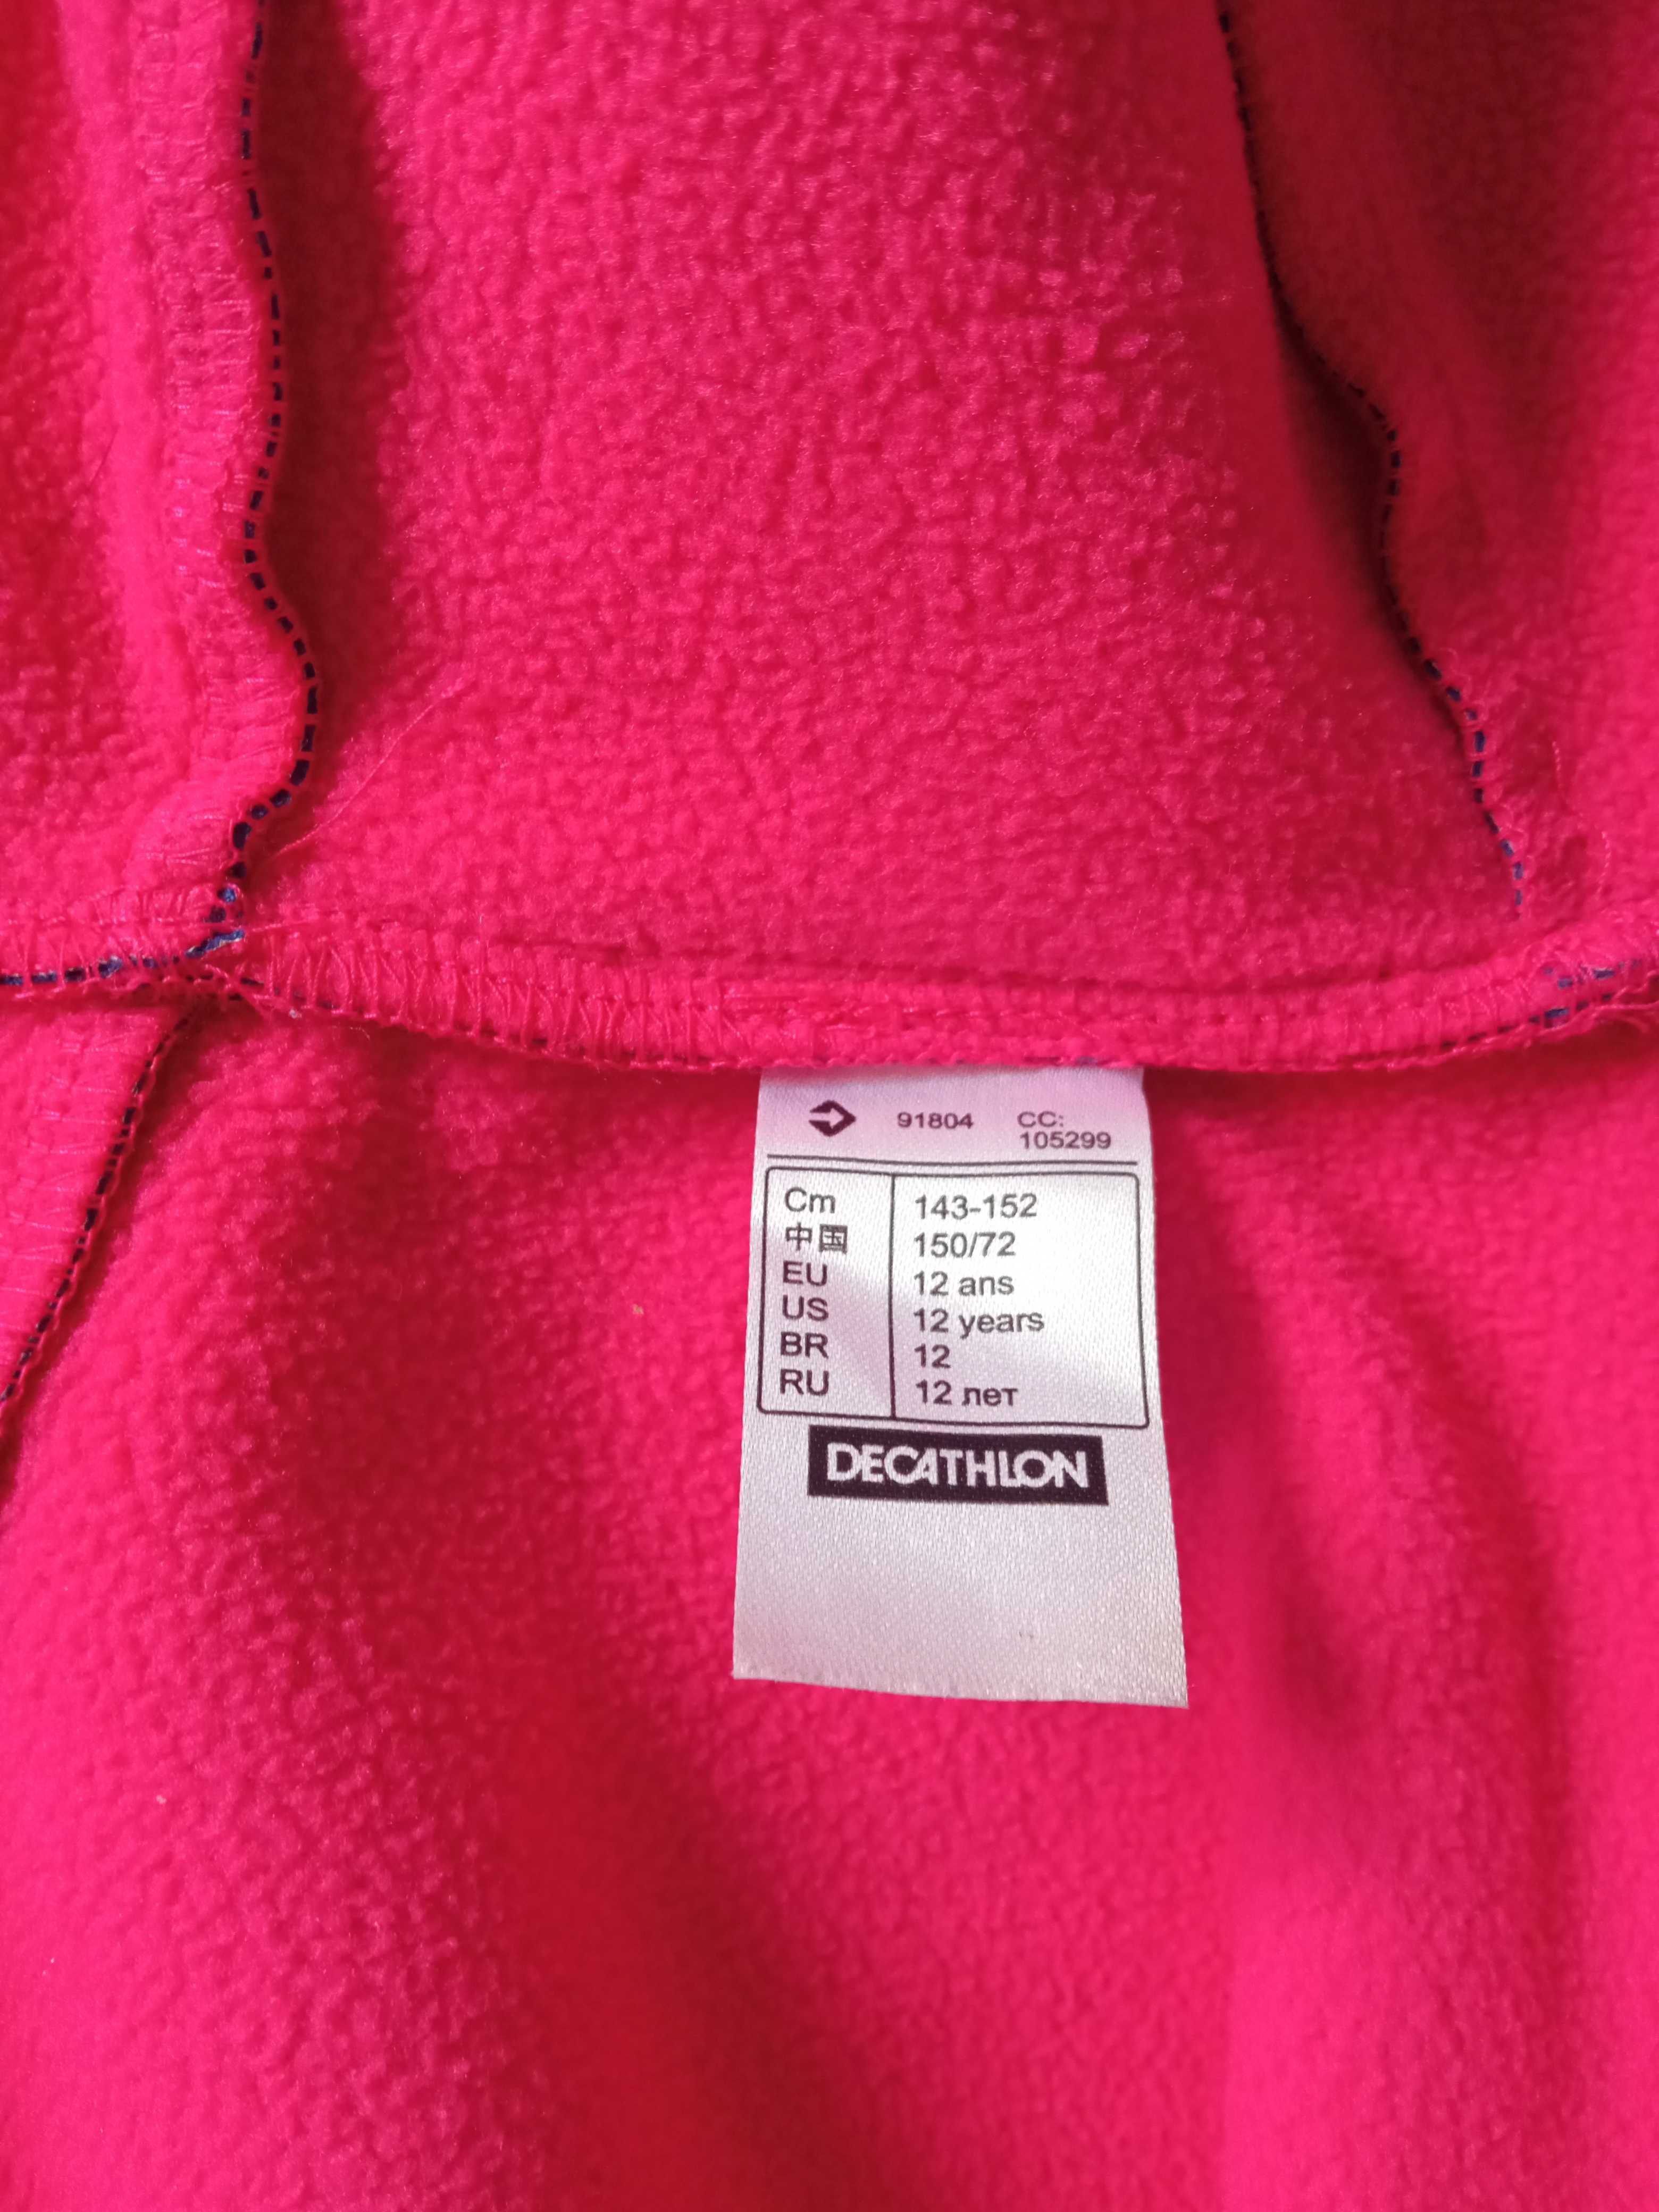 91804 CC:
105299
Cm 143-152
中国 150/72
EU 12 ans
US 12 years
BR 12
RU 12 лет
DECATHLON